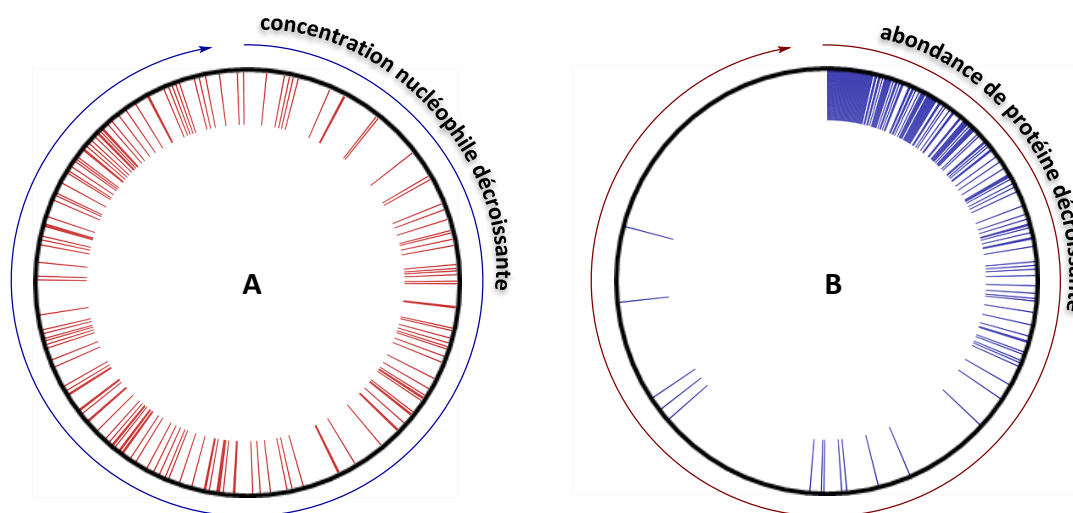 concentration nucléophile décroissante
A
abondance de protéine décroissante
B